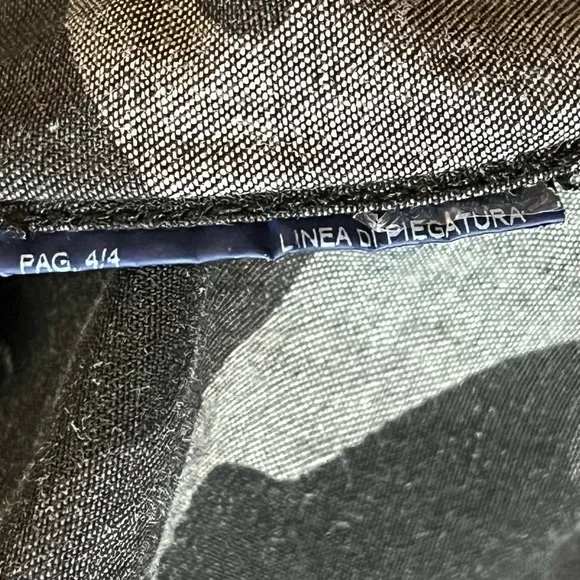 PAG. 4/4 LINEA DI PIEGATURA